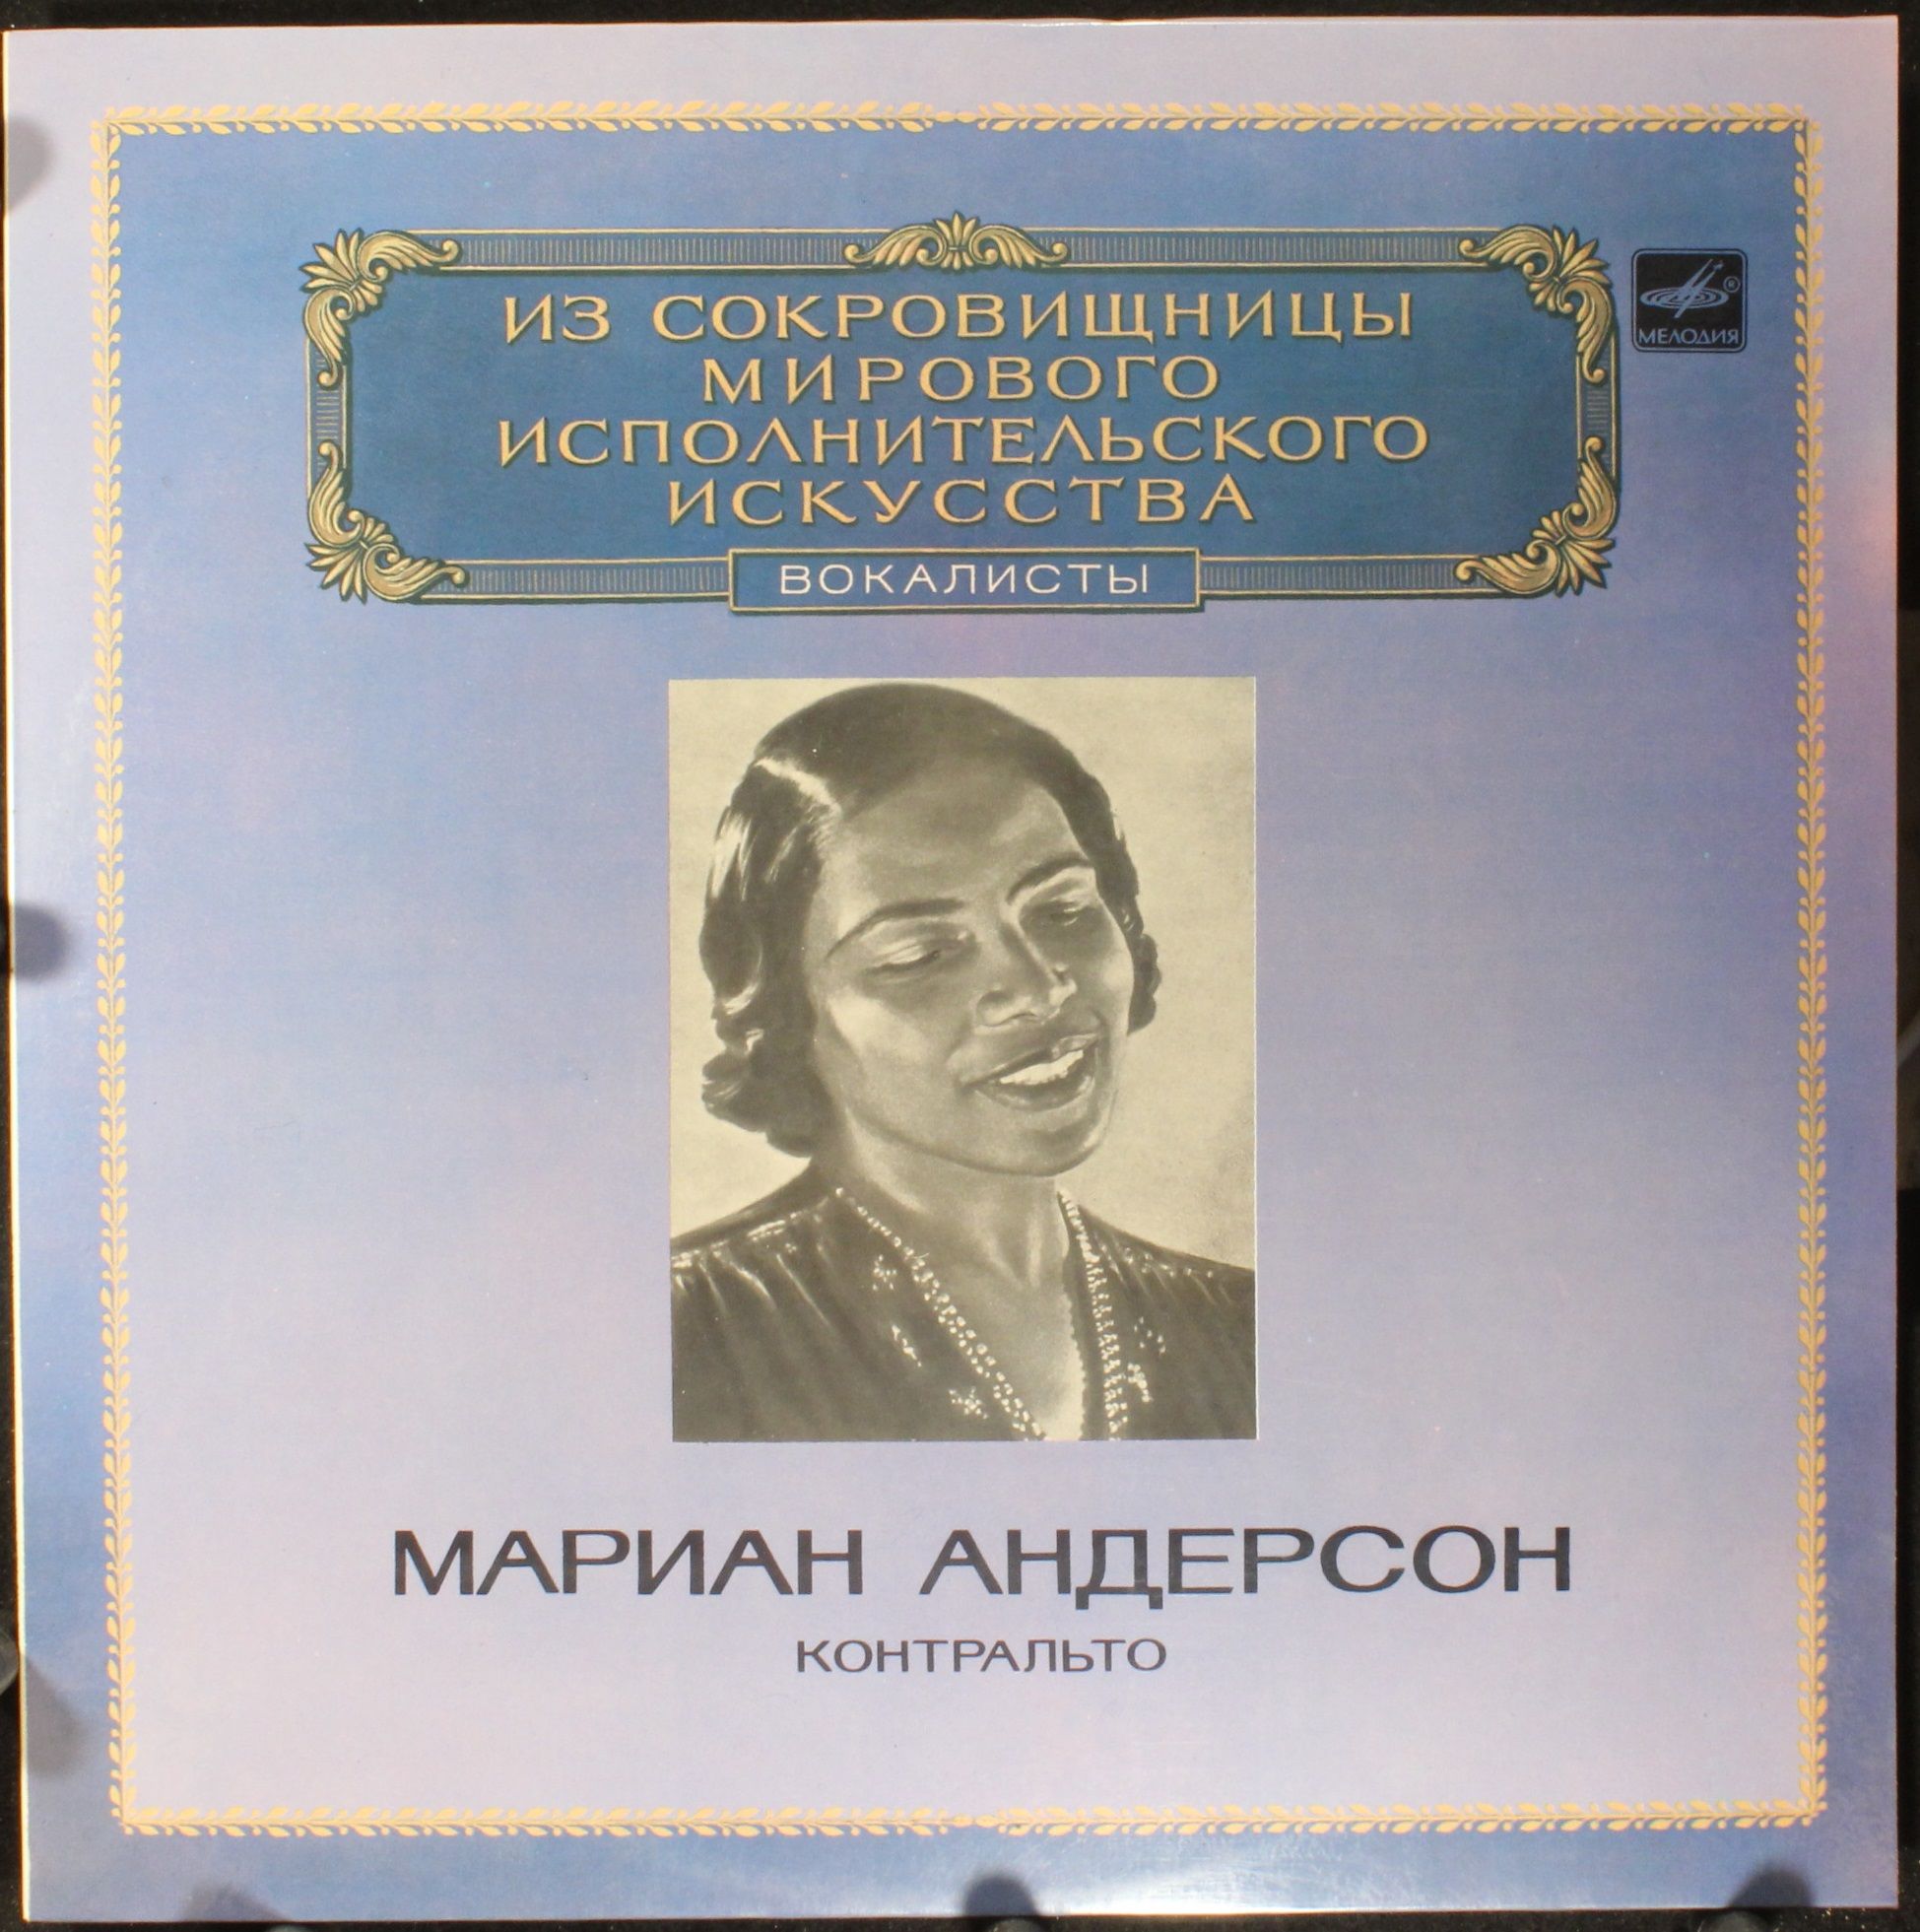 ИЗ СОКРОВИЩНИЦЫ
МИРОВОГО
ИСПОЛНИТЕЛЬСКОГО
ИСКУССТВА
ВОКАЛИСТЫ
®
МЕЛОДИЯ
МАРИАН АНДЕРСОН
КОНТРАЛЬТО